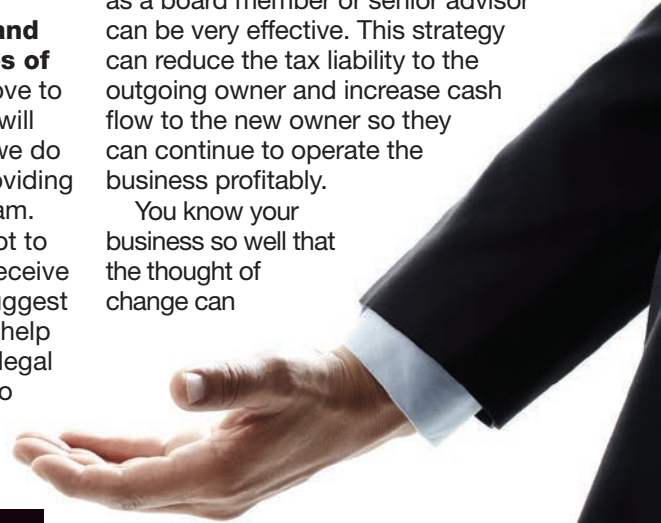 and
s of
ove to
will
we do
oviding
am.
ot to
eceive
uggest
help
legal
o
as a board member or senior advisor
can be very effective. This strategy
can reduce the tax liability to the
outgoing owner and increase cash
flow to the new owner so they
can continue to operate the
business profitably.
You know your
business so well that
the thought of
change can